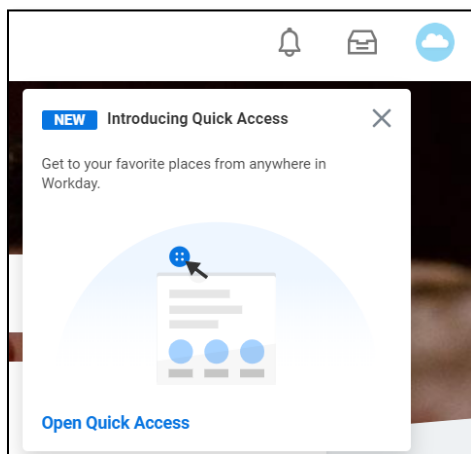 NEW Introducing Quick Access
Get to your favorite places from anywhere in
Workday.
Open Quick Access